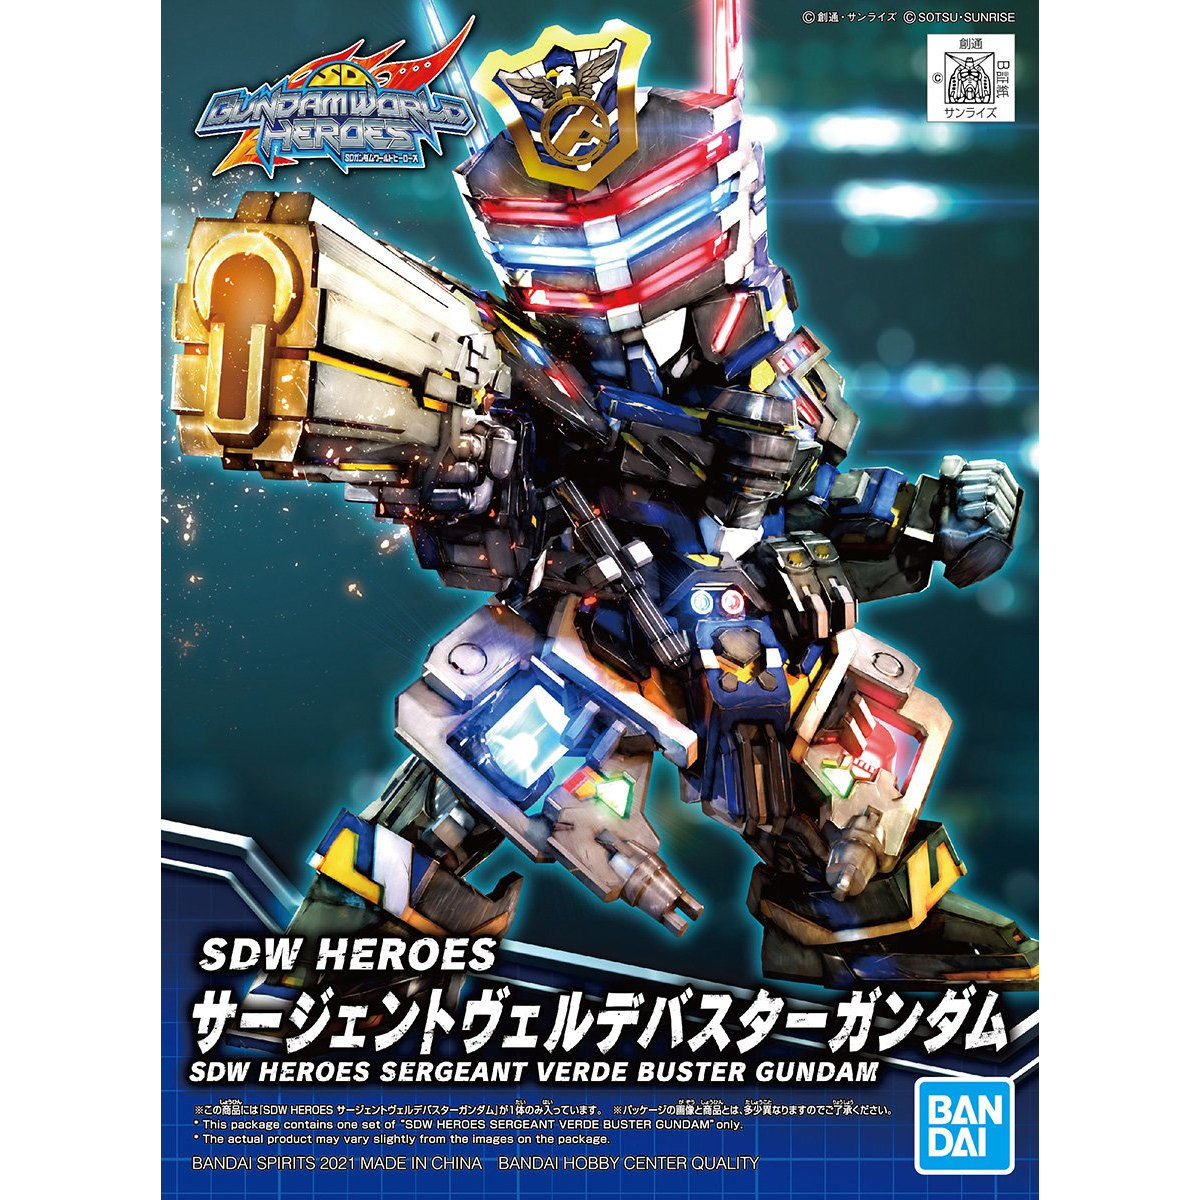 ©創通・サンライズ ©SOTSU・SUNRISE
創通
©
サンライズ
B証紙
SD
GUNDAM WORLD
HEROES
SDガンダムワールドヒーローズ
SDW HEROES
サージェントヴェルデバスターガンダム
SDW HEROES SERGEANT VERDE BUSTER GUNDAM
※この商品には「SDW HEROES サージェントヴェルデバスターガンダム」が1体のみ入っています。 ※パッケージの画像と商品とは、多少異なりますのでご了承ください。
* This package contains one set of "SDW HEROES SERGEANT VERDE BUSTER GUNDAM" only.
* The actual product may vary slightly from the images on the package.
BANDAI SPIRITS 2021 MADE IN CHINA BANDAI HOBBY CENTER QUALITY
BAN
DAI